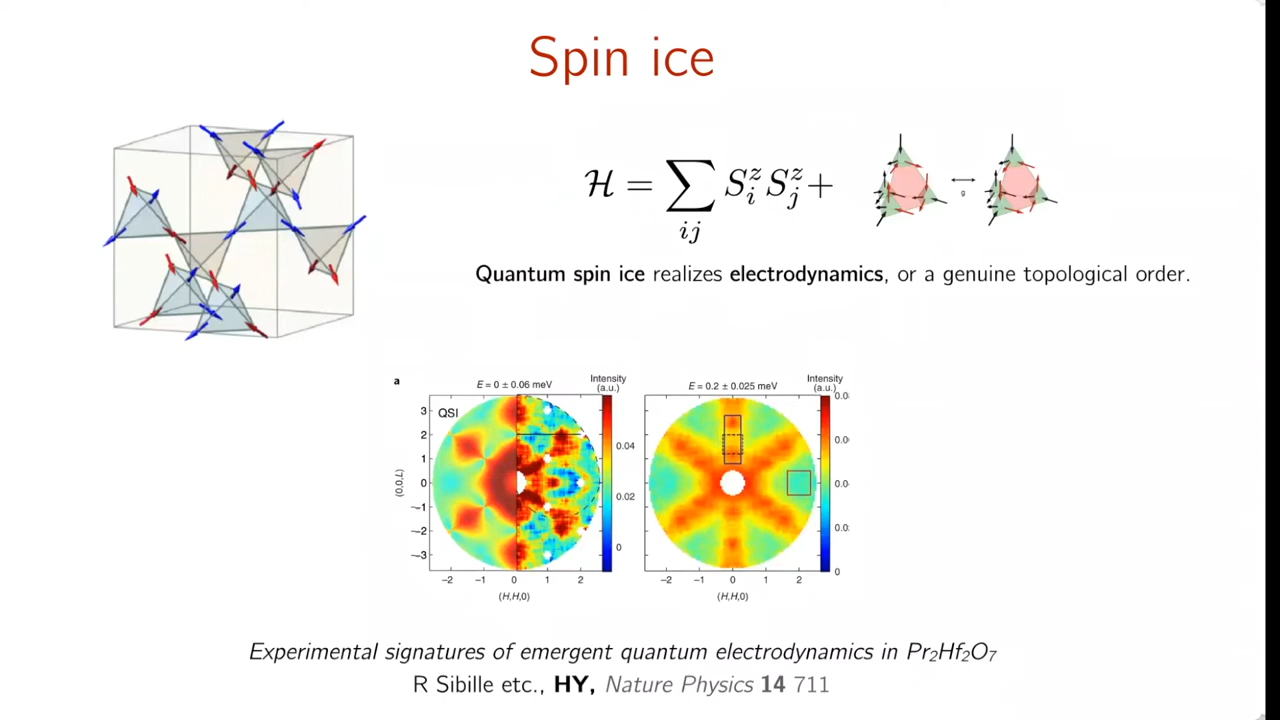 Spin ice
ℋ = ∑ij SizSjz+
g
Quantum spin ice realizes electrodynamics, or a genuine topological order.
a
E = 0 ± 0.06 meV
Intensity
(a.u.)
QSI
3
2
1
0
−1
−2
−3
(0,0,L)
−2 −1 0 1 2
(H,H,0)
0.04
0.02
0
E = 0.2 ± 0.025 meV
Intensity
(a.u.)
−2 −1 0 1 2
(H,H,0)
0
Experimental signatures of emergent quantum electrodynamics in Pr2Hf2O7
R Sibille etc., HY, Nature Physics 14 711